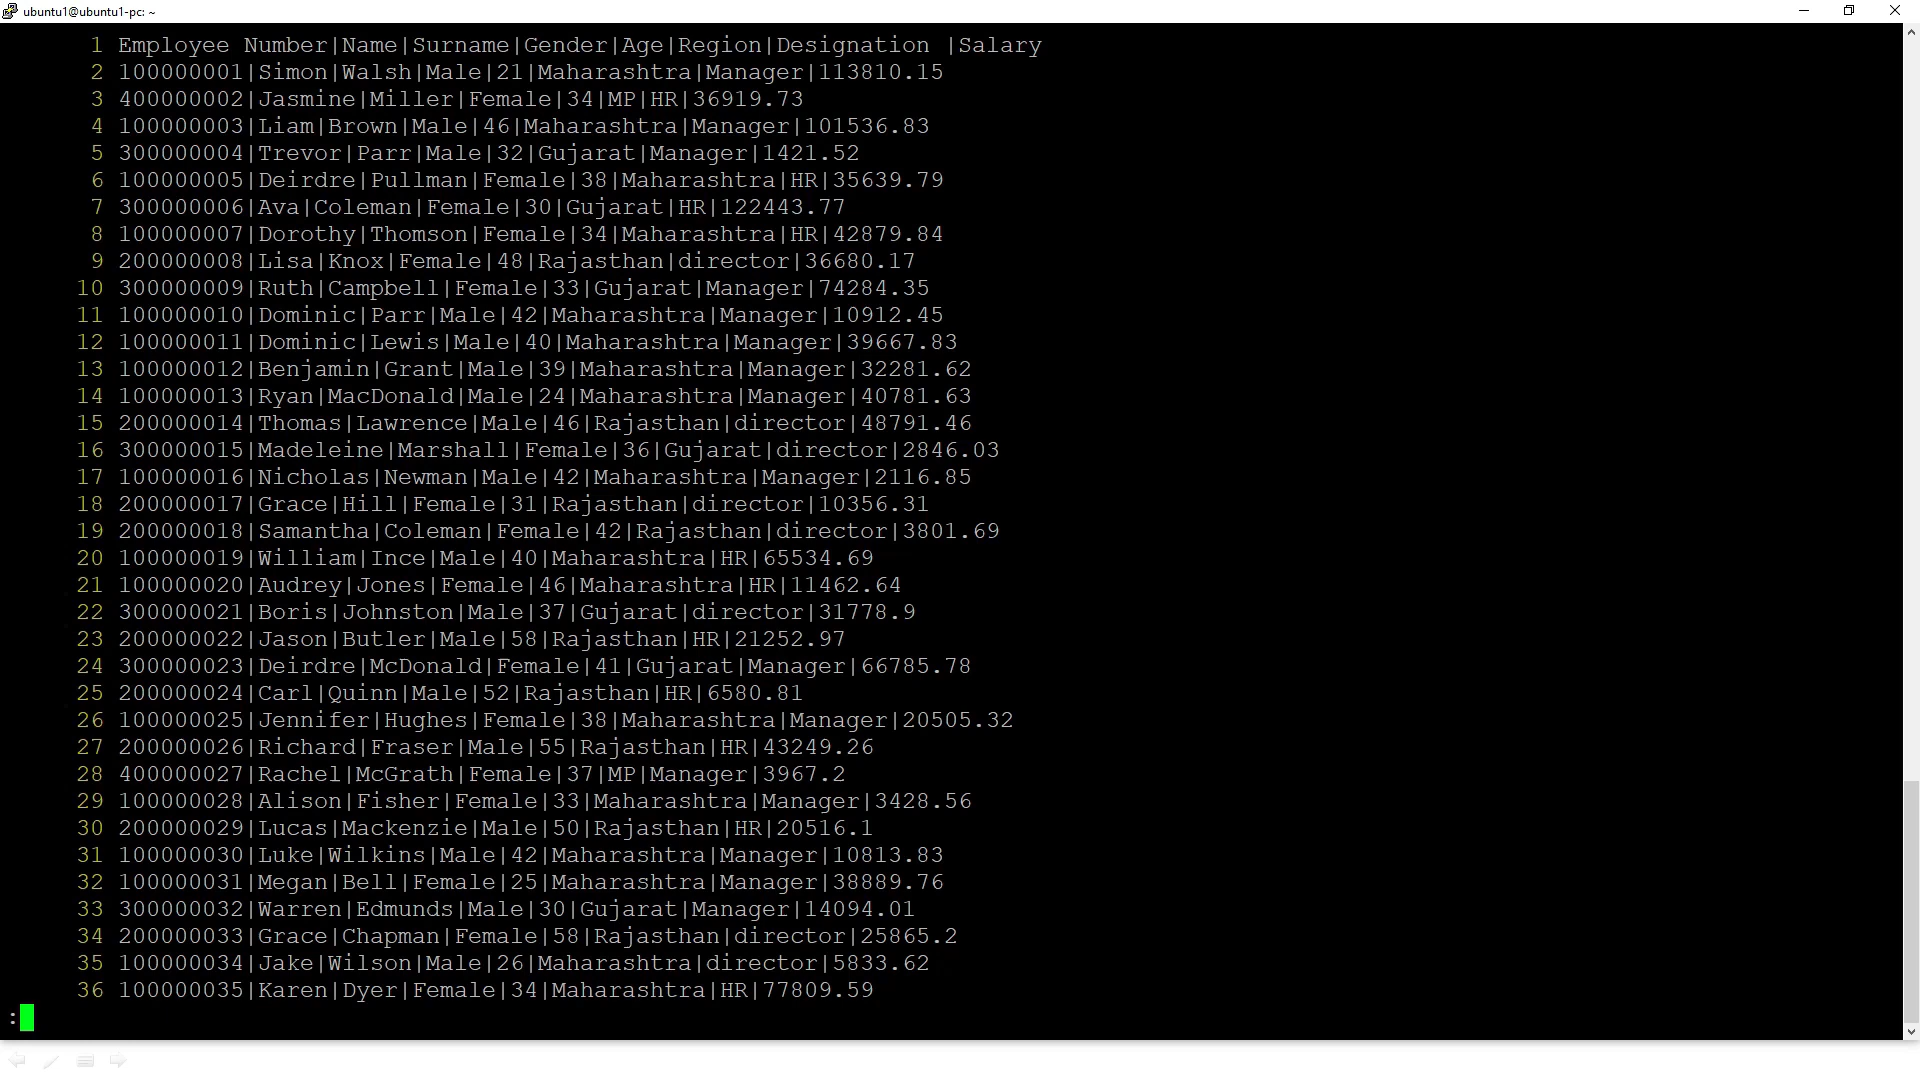 ubuntu1@ubuntu1-pc: ~
1 Employee Number|Name|Surname|Gender|Age|Region|Designation |Salary
2 100000001|Simon|Walsh|Male|21|Maharashtra|Manager|113810.15
3 400000002|Jasmine|Miller|Female|34|MP|HR|36919.73
4 100000003|Liam|Brown|Male|46|Maharashtra|Manager|101536.83
5 300000004|Trevor|Parr|Male|32|Gujarat|Manager|1421.52
6 100000005|Deirdre|Pullman|Female|38|Maharashtra|HR|35639.79
7 300000006|Ava|Coleman|Female|30|Gujarat|HR|122443.77
8 100000007|Dorothy|Thomson|Female|34|Maharashtra|HR|42879.84
9 200000008|Lisa|Knox|Female|48|Rajasthan|director|36680.17
10 300000009|Ruth|Campbell|Female|33|Gujarat|Manager|74284.35
11 100000010|Dominic|Parr|Male|42|Maharashtra|Manager|10912.45
12 100000011|Dominic|Lewis|Male|40|Maharashtra|Manager|39667.83
13 100000012|Benjamin|Grant|Male|39|Maharashtra|Manager|32281.62
14 100000013|Ryan|MacDonald|Male|24|Maharashtra|Manager|40781.63
15 200000014|Thomas|Lawrence|Male|46|Rajasthan|director|48791.46
16 300000015|Madeleine|Marshall|Female|36|Gujarat|director|2846.03
17 100000016|Nicholas|Newman|Male|42|Maharashtra|Manager|2116.85
18 200000017|Grace|Hill|Female|31|Rajasthan|director|10356.31
19 200000018|Samantha|Coleman|Female|42|Rajasthan|director|3801.69
20 100000019|William|Ince|Male|40|Maharashtra|HR|65534.69
21 100000020|Audrey|Jones|Female|46|Maharashtra|HR|11462.64
22 300000021|Boris|Johnston|Male|37|Gujarat|director|31778.9
23 200000022|Jason|Butler|Male|58|Rajasthan|HR|21252.97
24 300000023|Deirdre|McDonald|Female|41|Gujarat|Manager|66785.78
25 200000024|Carl|Quinn|Male|52|Rajasthan|HR|6580.81
26 100000025|Jennifer|Hughes|Female|38|Maharashtra|Manager|20505.32
27 200000026|Richard|Fraser|Male|55|Rajasthan|HR|43249.26
28 400000027|Rachel|McGrath|Female|37|MP|Manager|3967.2
29 100000028|Alison|Fisher|Female|33|Maharashtra|Manager|3428.56
30 200000029|Lucas|Mackenzie|Male|50|Rajasthan|HR|20516.1
31 100000030|Luke|Wilkins|Male|42|Maharashtra|Manager|10813.83
32 100000031|Megan|Bell|Female|25|Maharashtra|Manager|38889.76
33 300000032|Warren|Edmunds|Male|30|Gujarat|Manager|14094.01
34 200000033|Grace|Chapman|Female|58|Rajasthan|director|25865.2
35 100000034|Jake|Wilson|Male|26|Maharashtra|director|5833.62
36 100000035|Karen|Dyer|Female|34|Maharashtra|HR|77809.59
: